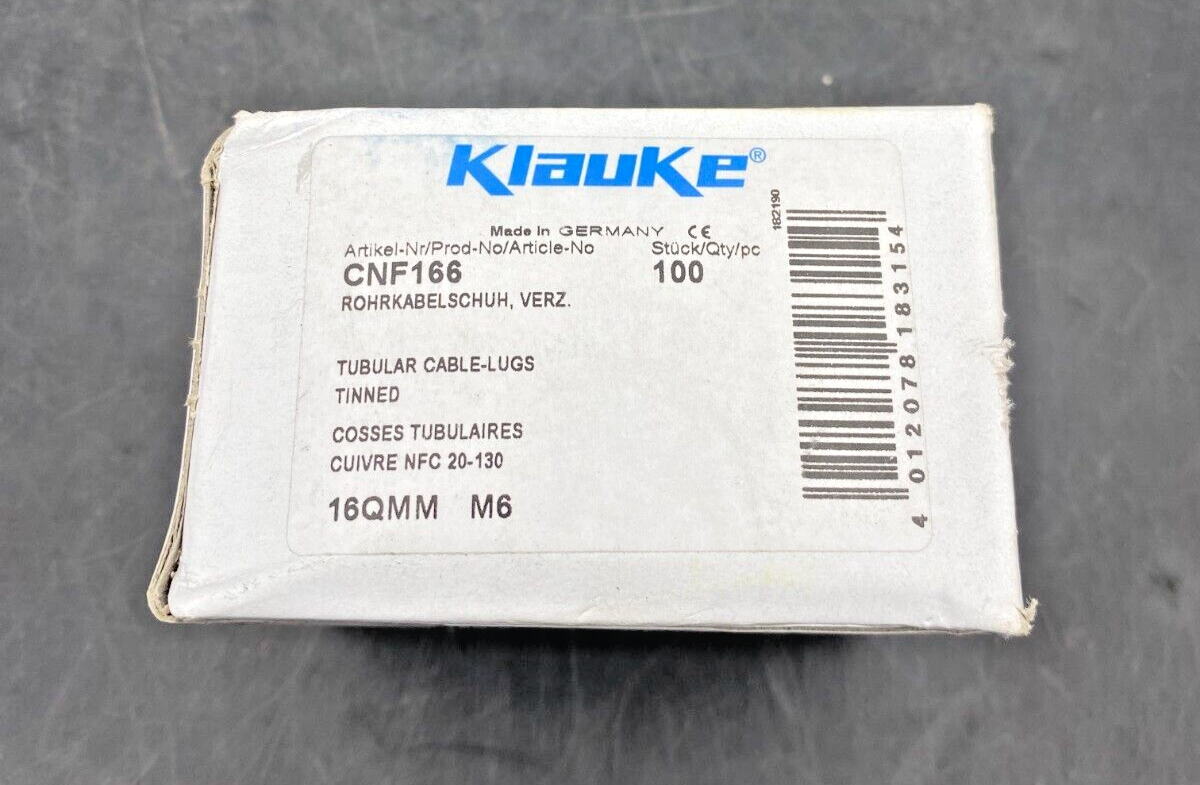 Klauke®
182190
Made in GERMANY CE
Artikel-Nr/Prod-No/Article-No Stück/Qty/pc
CNF166 100
ROHRKABELSCHUH, VERZ.
TUBULAR CABLE-LUGS
TINNED
COSSES TUBULAIRES
CUIVRE NFC 20-130
16QMM M6
4 012078 183154